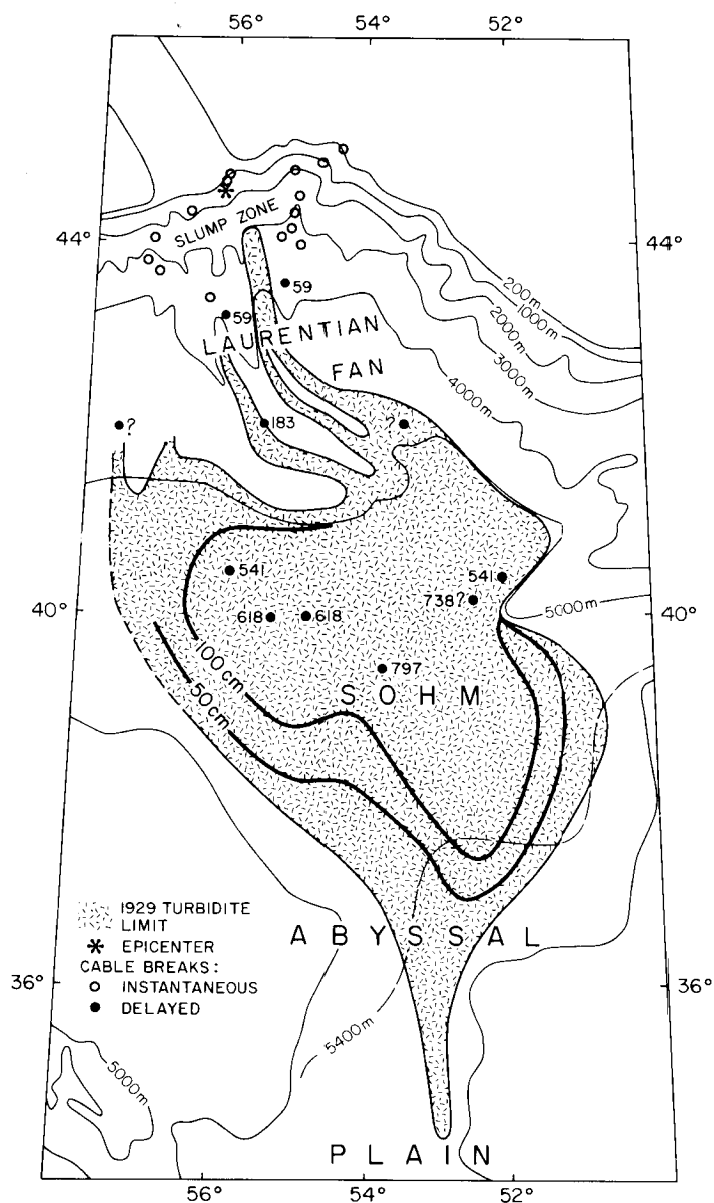 56° 54° 52°
44° 44°
SLUMP ZONE
59
59
LAURENTIAN
FAN
200m
1000m
2000m
3000m
4000m
?
183
?
541
541
738?
5000m
40° 40°
618 618
100 cm
797
50 cm
SOHM
1929 TURBIDITE
LIMIT
EPICENTER
CABLE BREAKS:
INSTANTANEOUS
DELAYED
ABYSSAL
36° 36°
5400m
5000m
PLAIN
56° 54° 52°